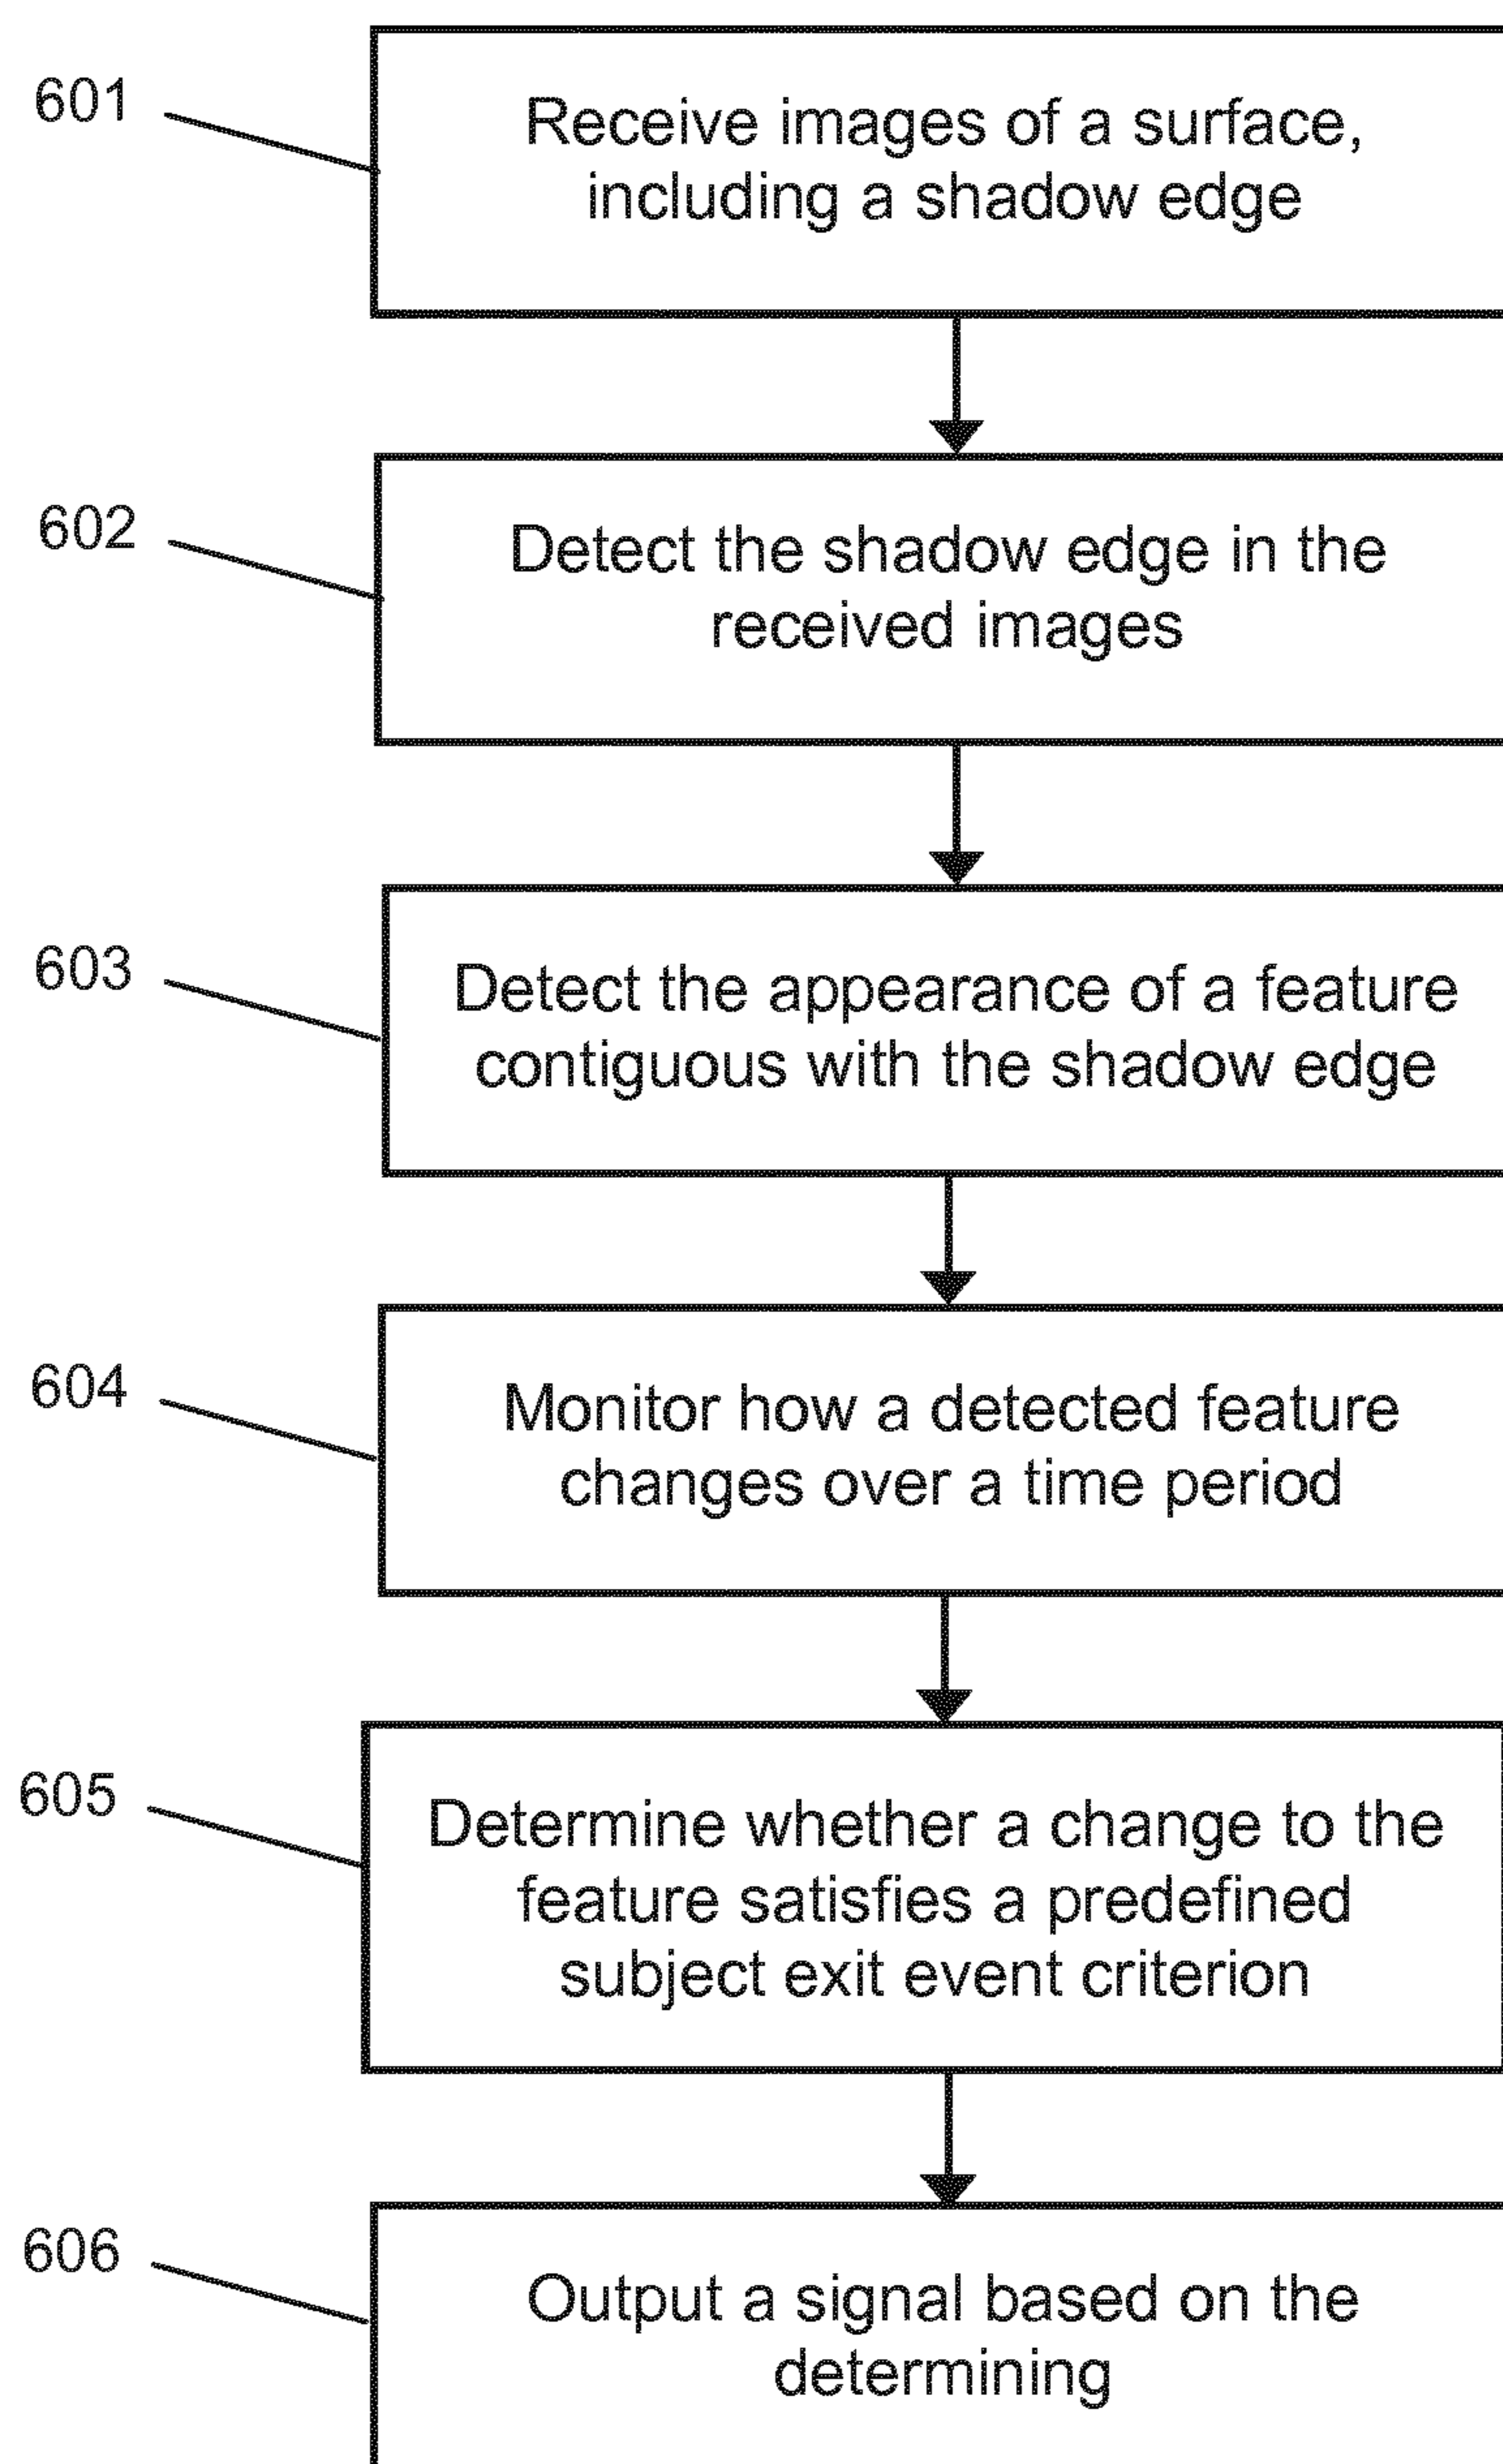 601
Receive images of a surface,
including a shadow edge
602
Detect the shadow edge in the
received images
603
Detect the appearance of a feature
contiguous with the shadow edge
604
Monitor how a detected feature
changes over a time period
605
Determine whether a change to the
feature satisfies a predefined
subject exit event criterion
606
Output a signal based on the
determining